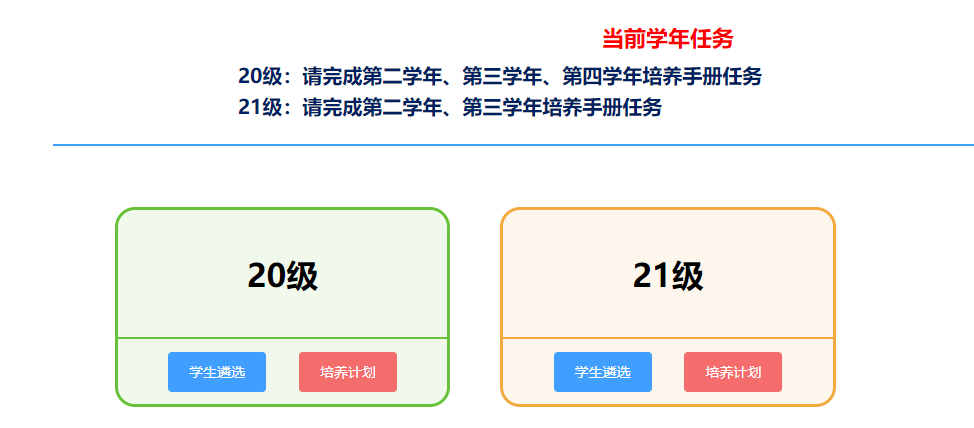 当前学年任务
20级：请完成第二学年、第三学年、第四学年培养手册任务
21级：请完成第二学年、第三学年培养手册任务
20级
21级
学生遴选 培养计划
学生遴选 培养计划